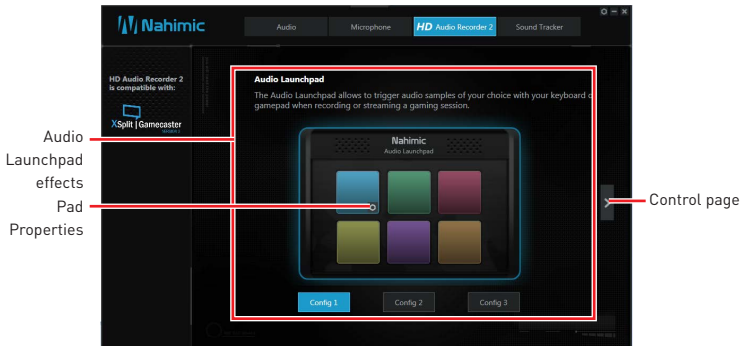 Nahimic
Audio
Microphone
HD Audio Recorder 2
Sound Tracker
HD Audio Recorder 2
is compatible with:
XSplit | Gamecaster
Audio Launchpad
The Audio Launchpad allows to trigger audio samples of your choice with your keyboard o
gamepad when recording or streaming a gaming session.
Nahimic
Audio Launchpad
Audio
Launchpad
effects
Pad
Properties
Control page
Config 1
Config 2
Config 3